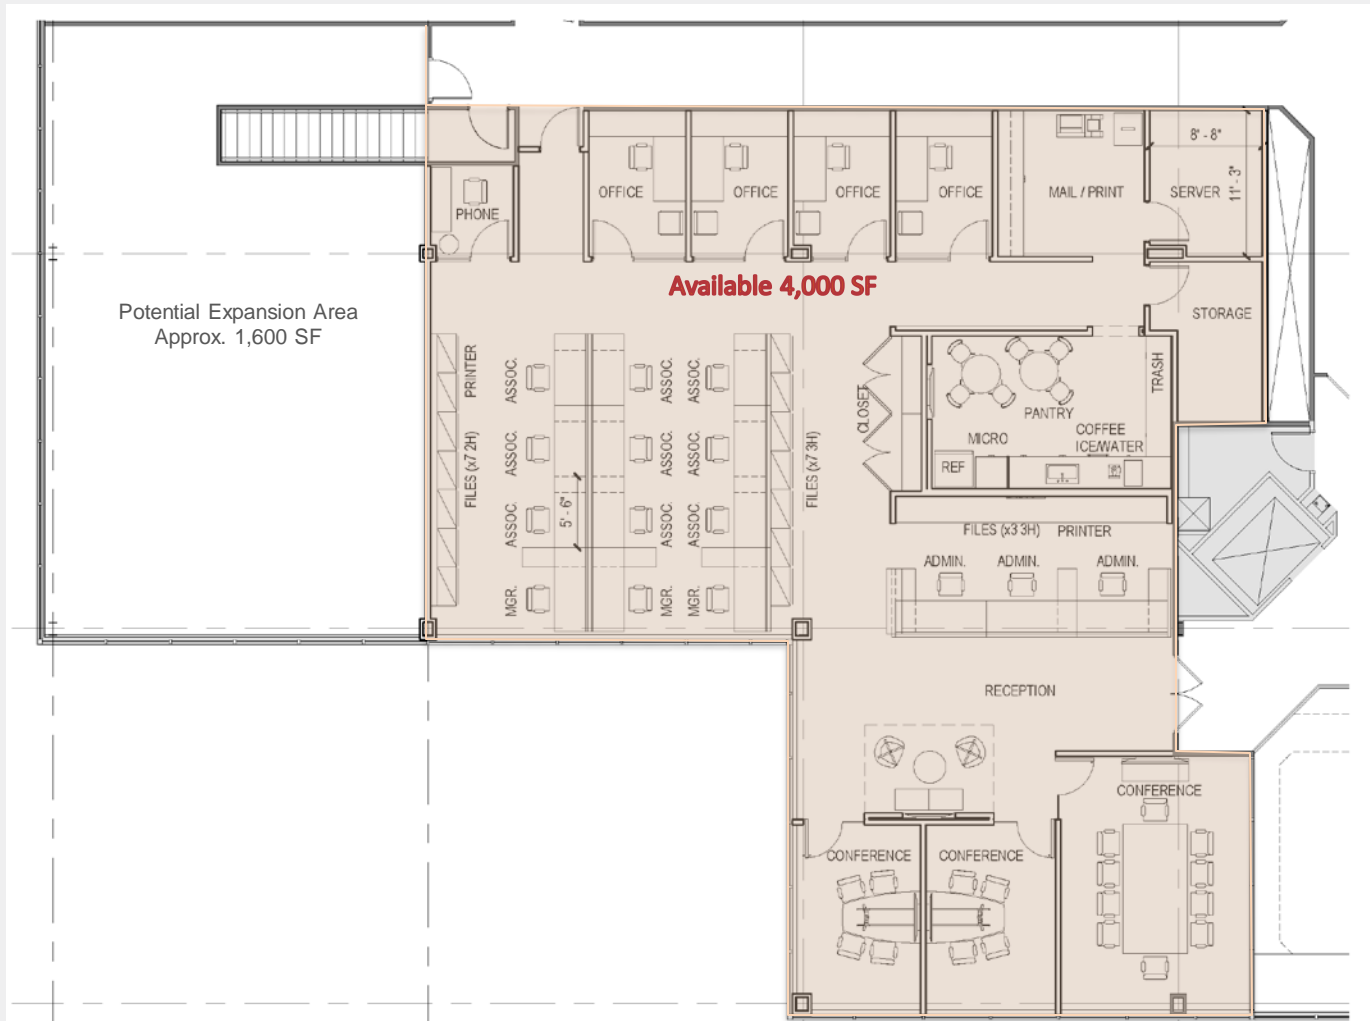 8' - 8"
11' - 3"
OFFICE
OFFICE
OFFICE
OFFICE
MAIL / PRINT
SERVER
PHONE
Available 4,000 SF
Potential Expansion Area
Approx. 1,600 SF
STORAGE
PRINTER
ASSOC.
ASSOC.
ASSOC.
CLOSET
TRASH
PANTRY
COFFEE
ICE/WATER
MICRO
REF
FILES (x7 2H)
ASSOC.
ASSOC.
ASSOC.
FILES (x7 3H)
5' - 6"
ASSOC.
ASSOC.
ASSOC.
FILES (x3 3H)
PRINTER
ADMIN.
ADMIN.
ADMIN.
MGR.
MGR.
MGR.
RECEPTION
CONFERENCE
CONFERENCE
CONFERENCE